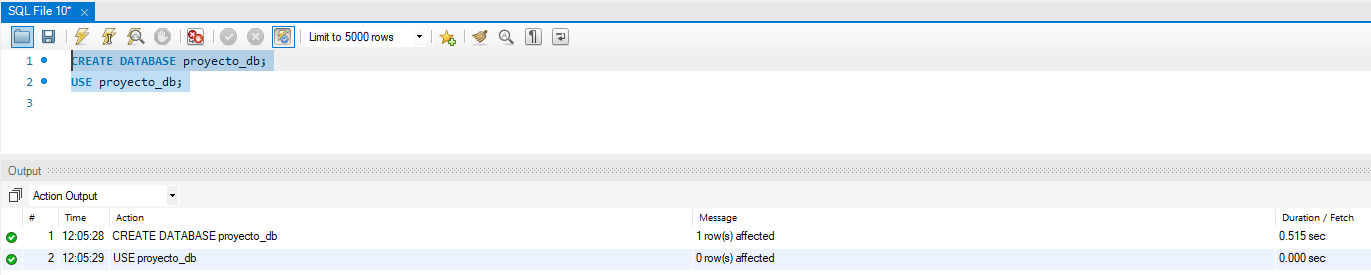 SQL File 10*
Limit to 5000 rows
1 CREATE DATABASE proyecto_db;
2 USE proyecto_db;
3
Output
Action Output
# Time Action Message Duration / Fetch
1 12:05:28 CREATE DATABASE proyecto_db 1 row(s) affected 0.515 sec
2 12:05:29 USE proyecto_db 0 row(s) affected 0.000 sec